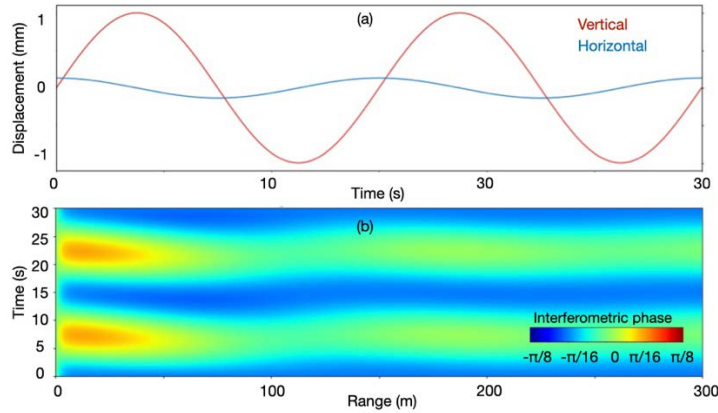 (a)
Vertical
Horizontal
Displacement (mm)
1
0
-1
0 10 30 30
Time (s)
(b)
Time (s)
30
25
20
15
10
5
0
Interferometric phase
-π/8 -π/16 0 π/16 π/8
0 100 200 300
Range (m)